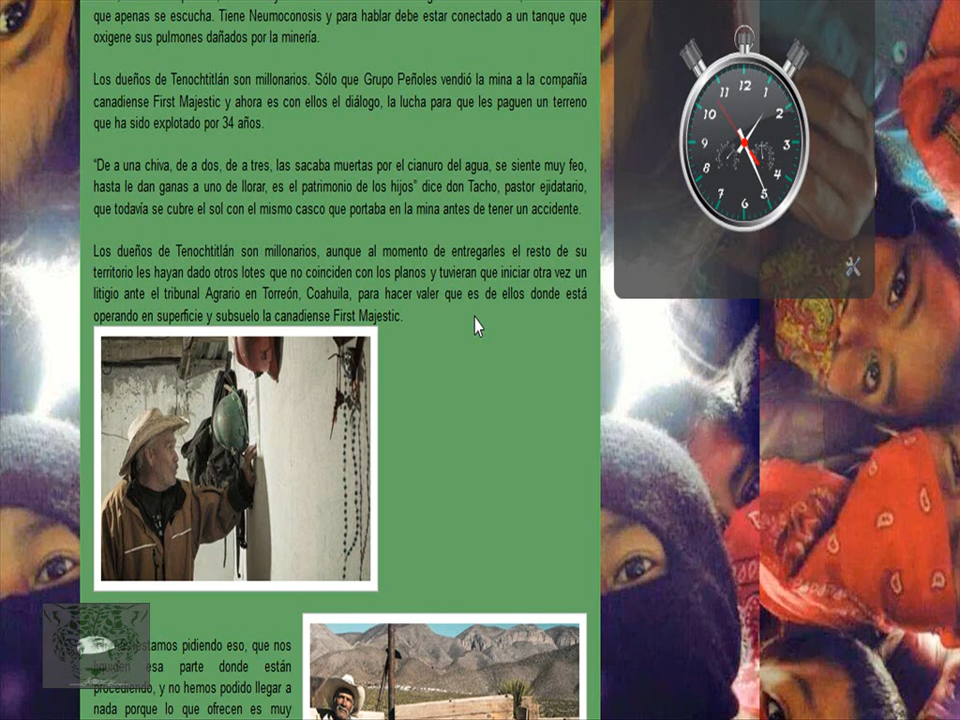 que apenas se escucha. Tiene Neumoconosis y para hablar debe estar conectado a un tanque que
oxigene sus pulmones dañados por la minería.
Los dueños de Tenochtitlán son millonarios. Sólo que Grupo Peñoles vendió la mina a la compañía
canadiense First Majestic y ahora es con ellos el diálogo, la lucha para que les paguen un terreno
que ha sido explotado por 34 años.
“De a una chiva, de a dos, de a tres, las sacaba muertas por el cianuro del agua, se siente muy feo,
hasta le dan ganas a uno de llorar, es el patrimonio de los hijos” dice don Tacho, pastor ejidatario,
que todavía se cubre el sol con el mismo casco que portaba en la mina antes de tener un accidente.
Los dueños de Tenochtitlán son millonarios, aunque al momento de entregarles el resto de su
territorio les hayan dado otros lotes que no coinciden con los planos y tuvieran que iniciar otra vez un
litigio ante el tribunal Agrario en Torreón, Coahuila, para hacer valer que es de ellos donde está
operando en superficie y subsuelo la canadiense First Majestic.
estamos pidiendo eso, que nos
liquiden esa parte donde están
procediendo, y no hemos podido llegar a
nada porque lo que ofrecen es muy
12
1
2
3
4
5
6
7
8
9
10
11